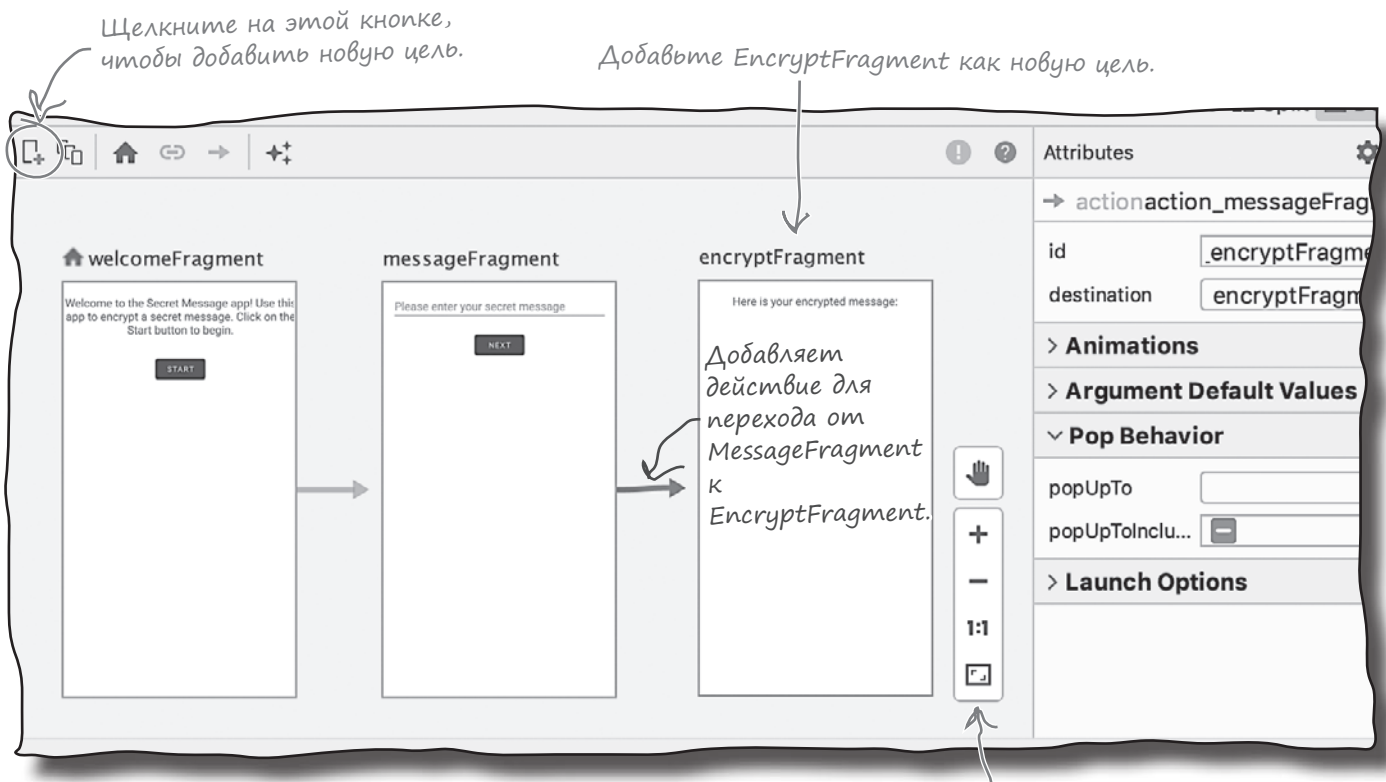 Щелкните на этой кнопке,
чтобы добавить новую цель.
Добавьте EncryptFragment как новую цель.
Attributes
actionaction_messageFrag
welcomeFragment
messageFragment
encryptFragment
id
_encryptFragme
destination
encryptFragm
Welcome to the Secret Message app! Use this
app to encrypt a secret message. Click on the
Start button to begin.
START
Please enter your secret message
NEXT
Here is your encrypted message:
Добавляет
действие для
перехода от
MessageFragment
к
EncryptFragment.
1:1
Animations
Argument Default Values
Pop Behavior
popUpTo
popUpToInclu...
Launch Options